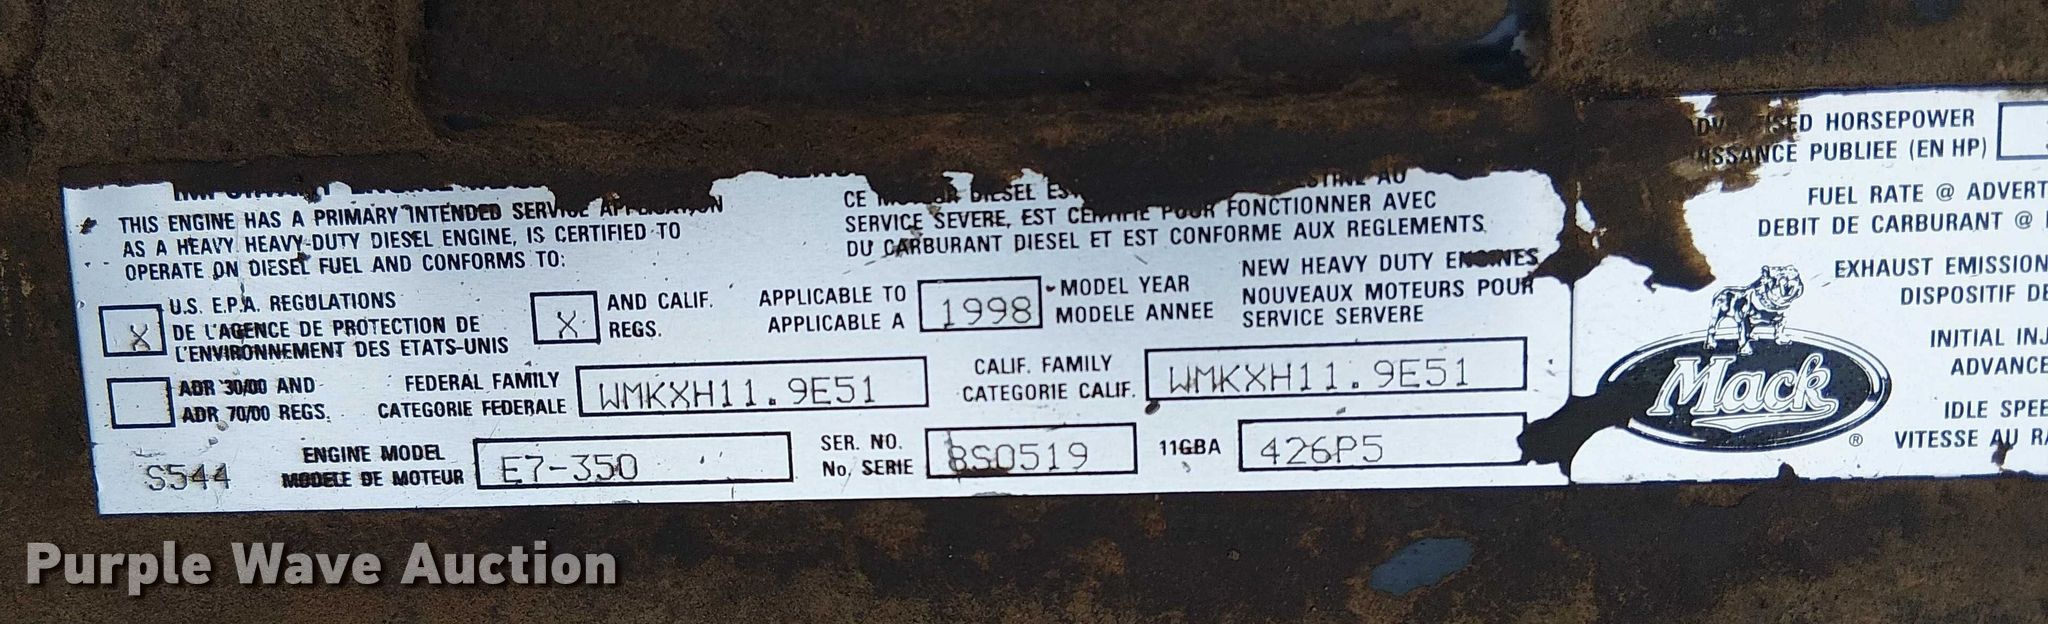 THIS ENGINE HAS A PRIMARY INTENDED SERVICE APPLICATION
AS A HEAVY HEAVY-DUTY DIESEL ENGINE, IS CERTIFIED TO
OPERATE ON DIESEL FUEL AND CONFORMS TO:
CE MOTEUR DIESEL
SERVICE SEVERE, EST CERTIFIE POUR FONCTIONNER AVEC
DU CARBURANT DIESEL ET EST CONFORME AUX REGLEMENTS
X
U.S. E.P.A. REGULATIONS
DE L'AGENCE DE PROTECTION DE
L'ENVIRONNEMENT DES ETATS-UNIS
X
AND CALIF.
REGS.
APPLICABLE TO
APPLICABLE A
1998
MODEL YEAR
MODELE ANNEE
NEW HEAVY DUTY ENGINES
NOUVEAUX MOTEURS POUR
SERVICE SERVERE
ADR 30/00 AND
ADR 70/00 REGS.
FEDERAL FAMILY
CATEGORIE FEDERALE
WMKXH11.9E51
CALIF. FAMILY
CATEGORIE CALIF.
WMKXH11.9E51
S544
ENGINE MODEL
MODELE DE MOTEUR
E7-350
SER. NO.
No. SERIE
8S0519
11GBA
426P5
HORSEPOWER
PUBLIEE (EN HP)
FUEL RATE @ ADVERT
DEBIT DE CARBURANT @
EXHAUST EMISSION
DISPOSITIF DE
INITIAL INJ
ADVANCE
IDLE SPEE
VITESSE AU RA
Mack
®
Purple Wave Auction